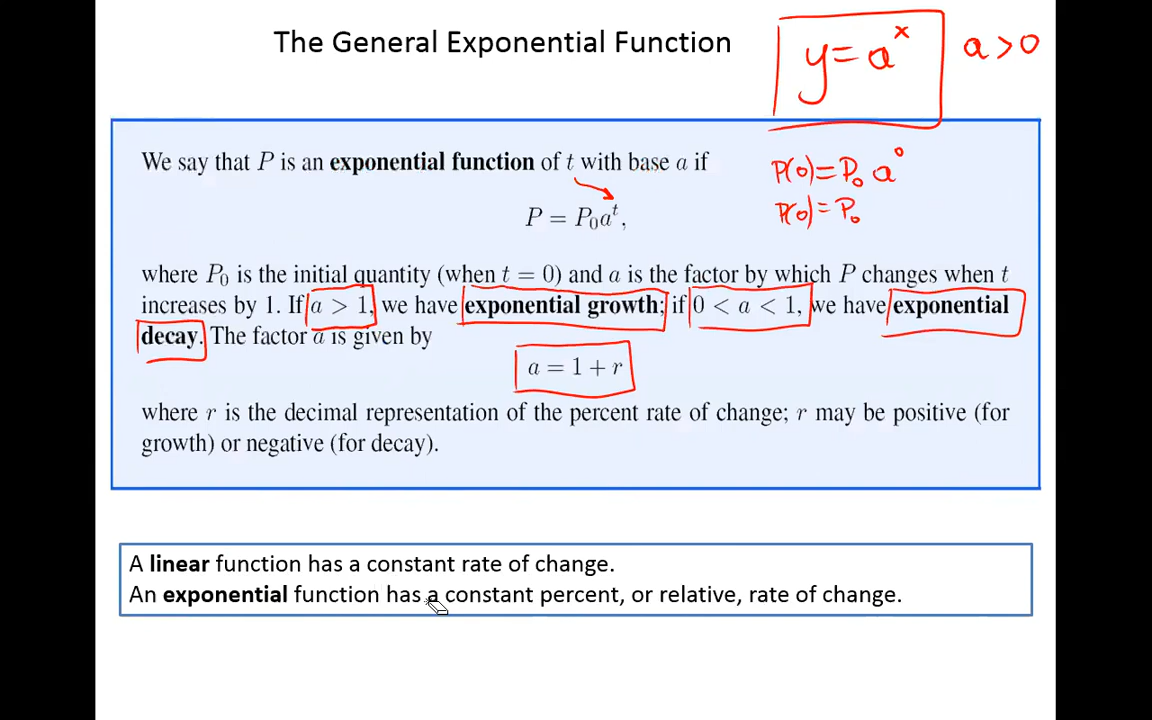 The General Exponential Function
y = aˣ a > 0
We say that P is an exponential function of t with base a if
P(0) = P₀ a⁰
P = P₀aᵗ,
P(0) = P₀
where P₀ is the initial quantity (when t = 0) and a is the factor by which P changes when t
increases by 1. If a > 1, we have exponential growth; if 0 < a < 1, we have exponential
decay. The factor a is given by
a = 1 + r
where r is the decimal representation of the percent rate of change; r may be positive (for
growth) or negative (for decay).
A linear function has a constant rate of change.
An exponential function has a constant percent, or relative, rate of change.